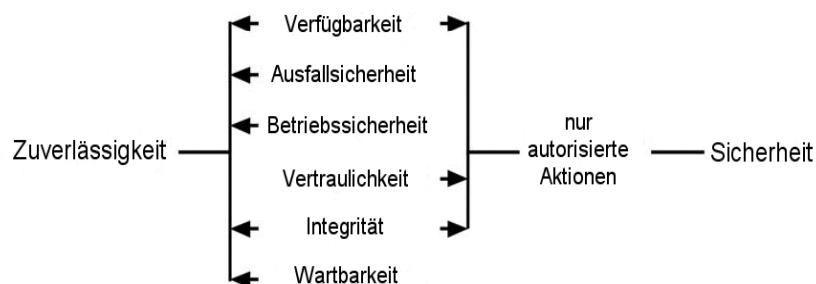 Verfügbarkeit
Ausfallsicherheit
Betriebssicherheit
Zuverlässigkeit
nur
autorisierte
Aktionen
Sicherheit
Vertraulichkeit
Integrität
Wartbarkeit